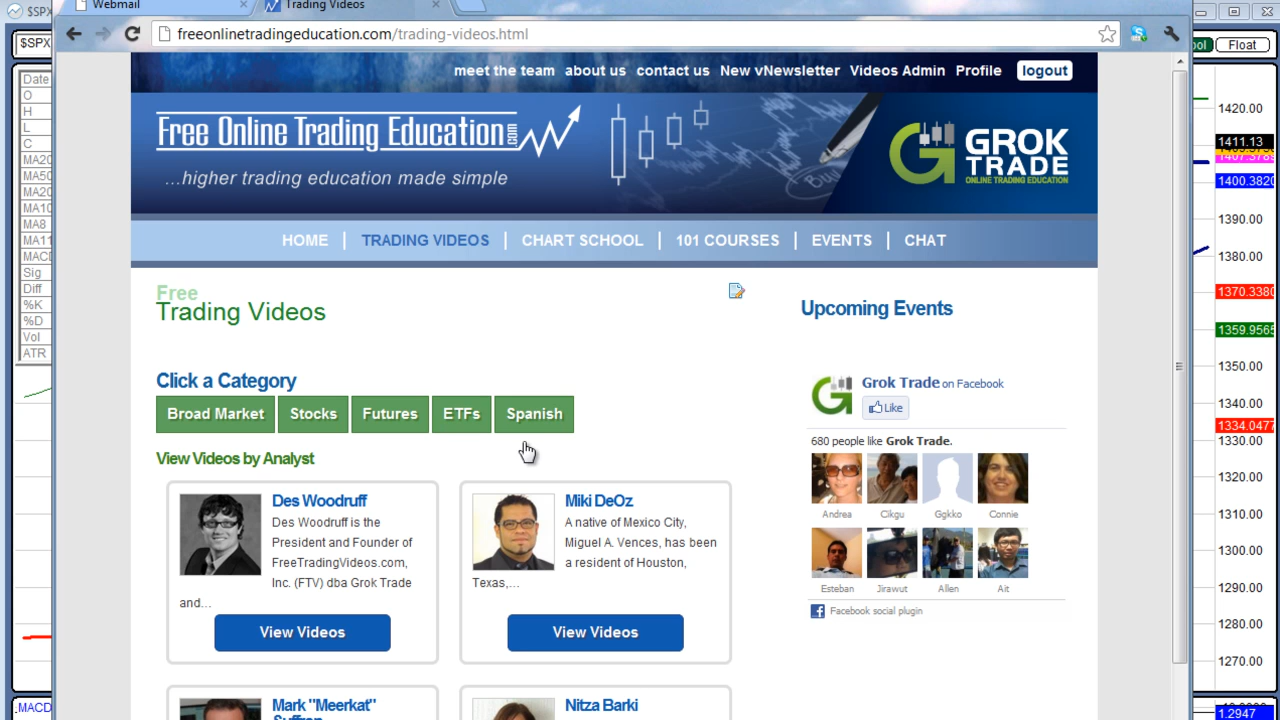 $SPX
Webmail
Trading Videos
freeonlinetradingeducation.com/trading-videos.html
$SPX
Float
meet the team about us contact us New vNewsletter Videos Admin Profile logout
Free Online Trading Education.com
...higher trading education made simple
GROK
TRADE
ONLINE TRADING EDUCATION
HOME | TRADING VIDEOS | CHART SCHOOL | 101 COURSES | EVENTS | CHAT
Free
Trading Videos
Click a Category
Broad Market Stocks Futures ETFs Spanish
View Videos by Analyst
Des Woodruff
Des Woodruff is the
Present and Founder of
FreeTradingVideos.com,
Inc. (FTV) dba Grok Trade
and...
View Videos
Miki DeOz
A native of Mexico City,
Miguel A. Vences, has been
a resident of Houston,
Texas,...
View Videos
Mark "Meerkat"
Nitza Barki
Upcoming Events
Grok Trade on Facebook
Like
680 people like Grok Trade.
Andrea Cikgu Ggkko Connie
Esteban Jirawut Allen Ait
Facebook social plugin
Date
O
H
L
C
MA20
MA50
MA20
MA8
MA11
MACD
Sig
Diff
%K
%D
Vol
ATR
MACD
1420.00
1411.13
1400.3820
1390.00
1380.00
1370.3380
1359.9565
1350.00
1340.00
1334.0477
1330.00
1320.00
1310.00
1300.00
1290.00
1280.00
1270.00
1.2947